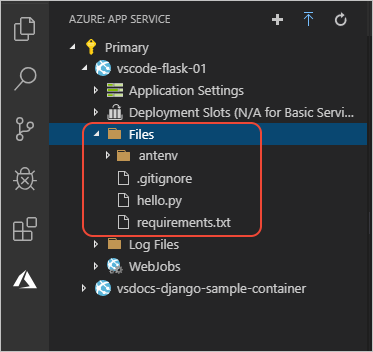 AZURE: APP SERVICE
Primary
vscode-flask-01
Application Settings
Deployment Slots (N/A for Basic Servi...
Files
antenv
.gitignore
hello.py
requirements.txt
Log Files
WebJobs
vsdocs-django-sample-container